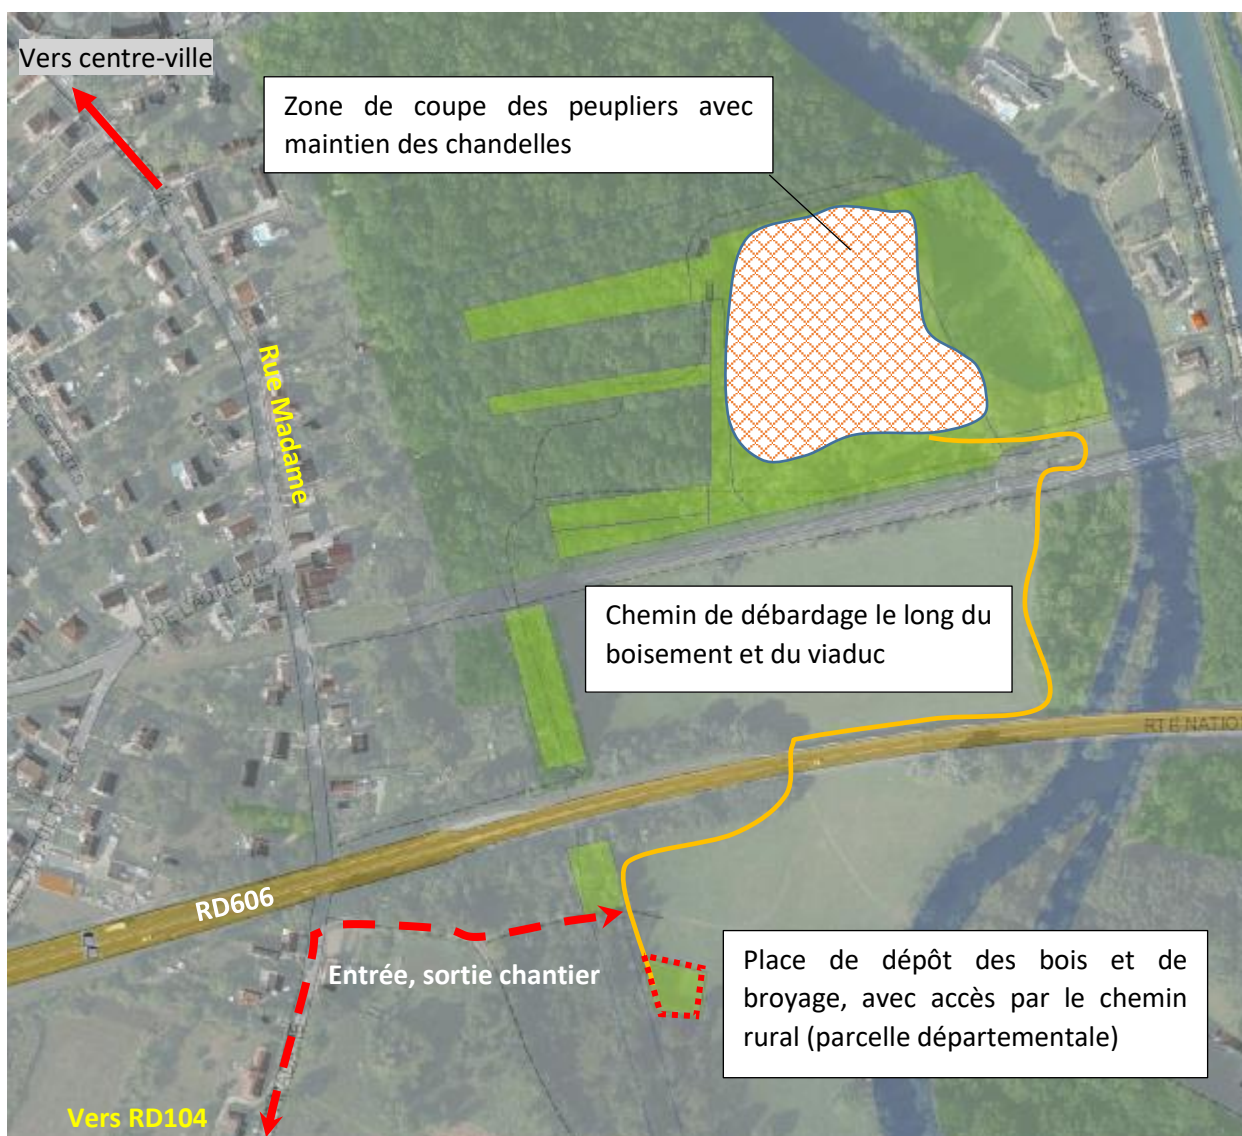 Vers centre-ville
Zone de coupe des peupliers avec
maintien des chandelles
Rue Madame
Chemin de débardage le long du
boisement et du viaduc
RTE NATIO
RD606
Entrée, sortie chantier
Place de dépôt des bois et de
broyage, avec accès par le chemin
rural (parcelle départementale)
Vers RD104